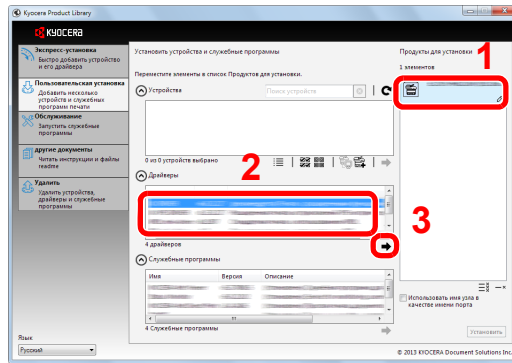 Kyocera Product Library
KYOCERA
Экспресс-установка
Быстро добавить устройство
и его драйвера
Пользовательская установка
Добавить несколько
устройств и служебных
программ печати
Обслуживание
Запустить служебные
программы
другие документы
Читать инструкции и файлы
readme
Удалить
Удалить устройства,
драйверы и служебные
программы
Язык
Русский
Установить устройства и служебные программы
Переместите элементы в список Продуктов для установки.
Устройства
Поиск устройств
0 из 0 устройств выбрано
2
Драйверы
3
4 драйверов
Служебные программы
Имя Версия Описание
4 Служебные программы
Продукты для установки
1
1 элементов
Использовать имя узла в
качестве имени порта
Установить
© 2013 KYOCERA Document Solutions Inc.